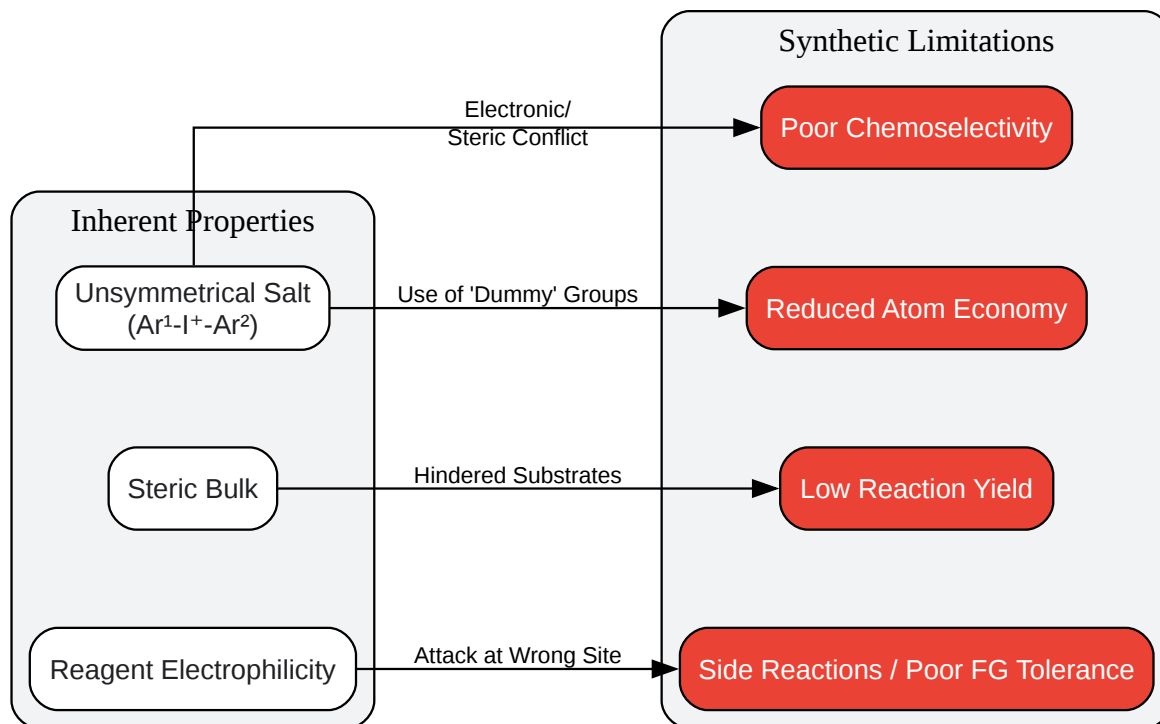 Synthetic Limitations
Electronic/
Steric Conflict
Poor Chemoselectivity
Inherent Properties
Unsymmetrical Salt
(Ar¹-I⁺-Ar²)
Use of 'Dummy' Groups
Reduced Atom Economy
Steric Bulk
Hindered Substrates
Low Reaction Yield
Reagent Electrophilicity
Attack at Wrong Site
Side Reactions / Poor FG Tolerance